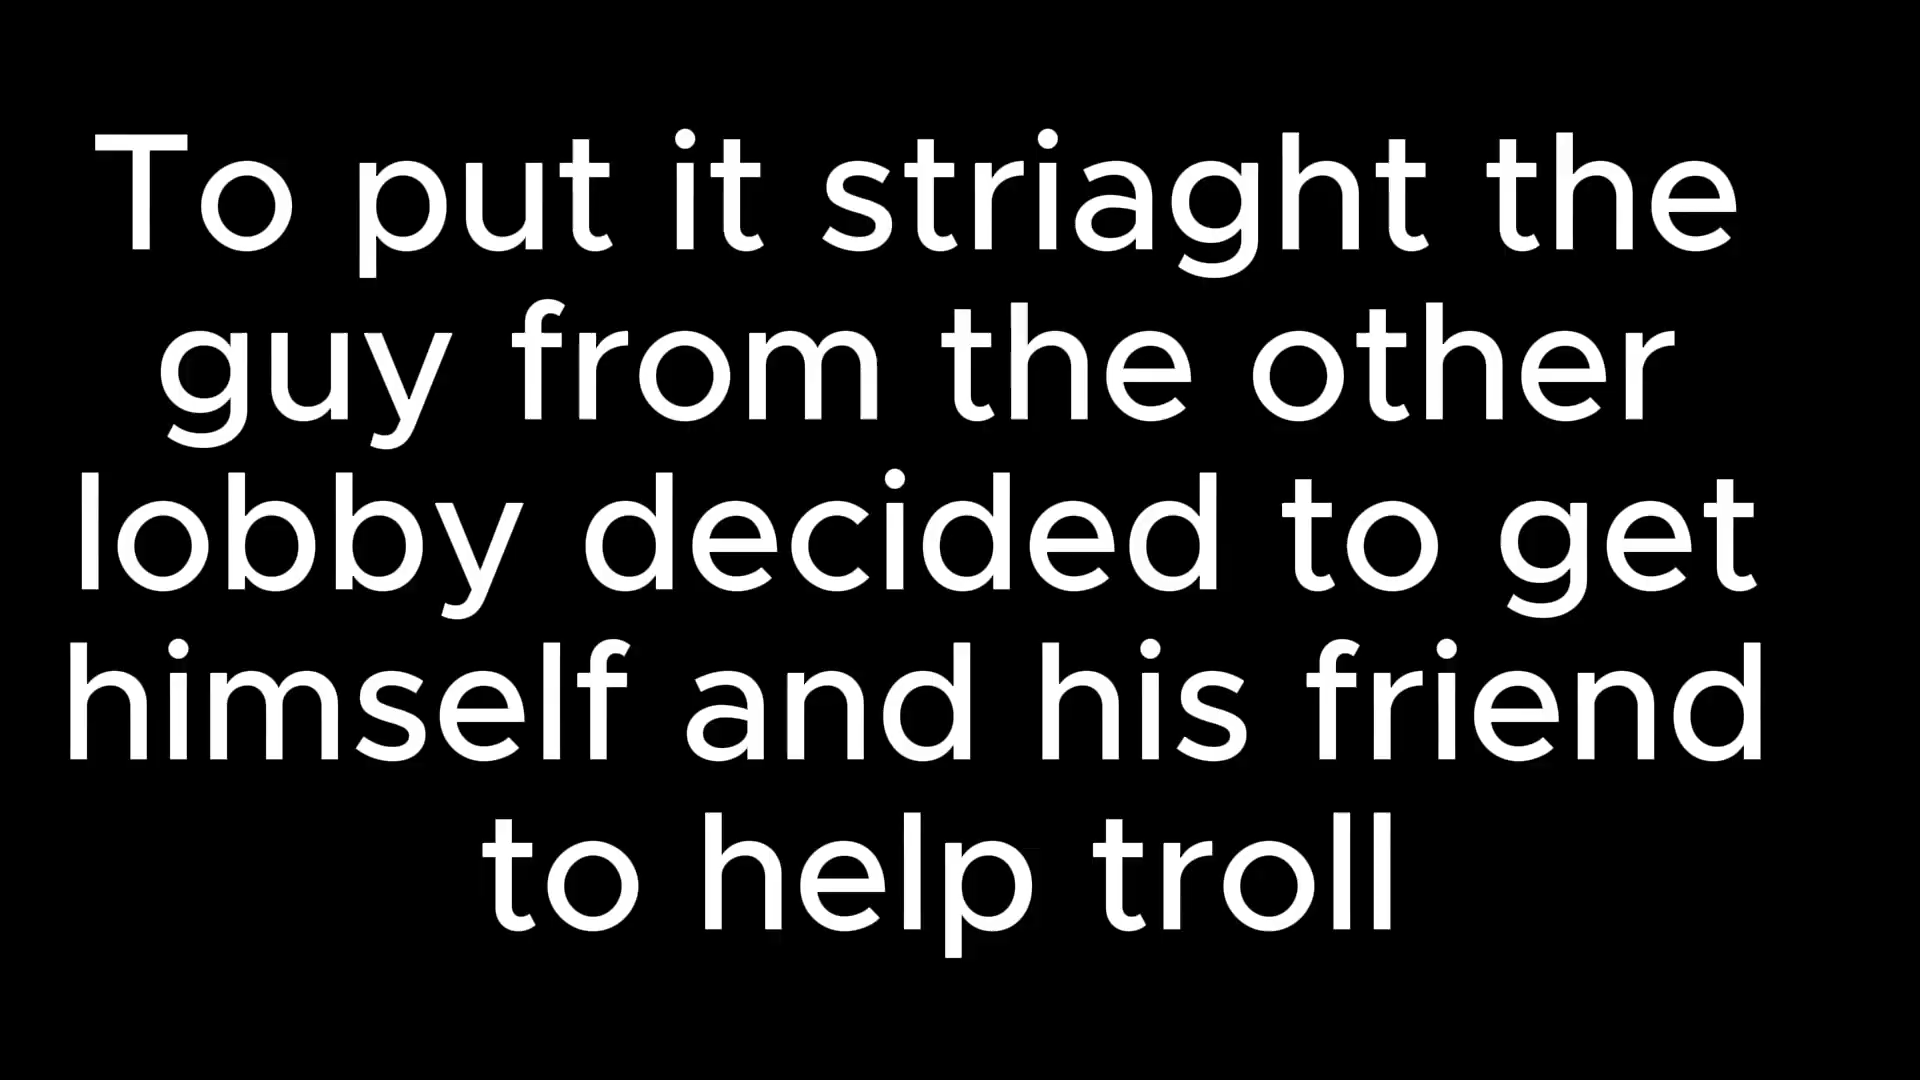 To put it striaght the
guy from the other
lobby decided to get
himself and his friend
to help troll